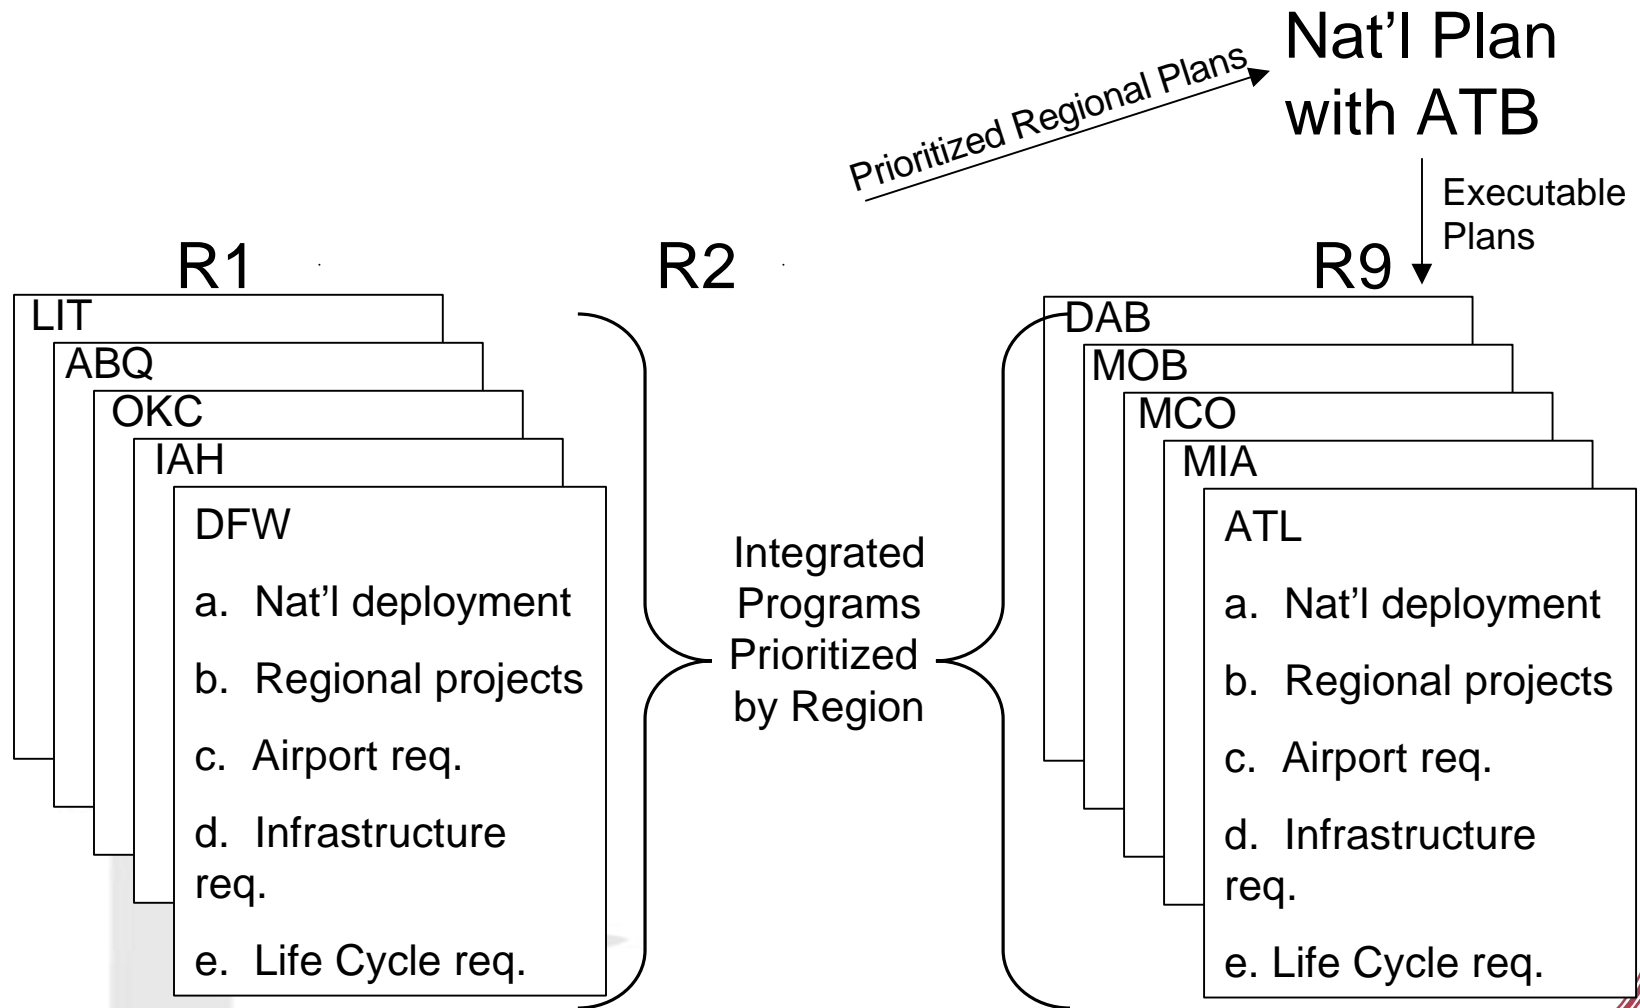 Nat'l Plan
with ATB
Prioritized Regional Plans
Executable
Plans
R1
R2
R9
LIT
ABQ
OKC
IAH
DFW
a. Nat'l deployment
b. Regional projects
c. Airport req.
d. Infrastructure
req.
e. Life Cycle req.
Integrated
Programs
Prioritized
by Region
DAB
MOB
MCO
MIA
ATL
a. Nat'l deployment
b. Regional projects
c. Airport req.
d. Infrastructure
req.
e. Life Cycle req.